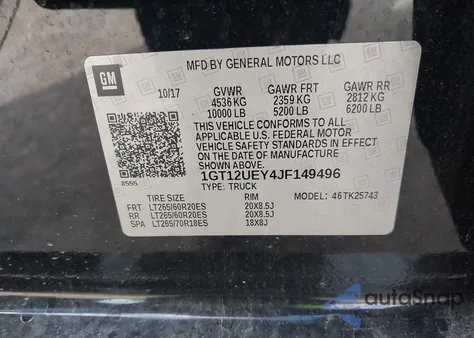 MFD BY GENERAL MOTORS LLC
GM
10/17 GVWR GAWR FRT GAWR RR
4536 KG 2359 KG 2812 KG
10000 LB 5200 LB 6200 LB
THIS VEHICLE CONFORMS TO ALL
APPLICABLE U.S. FEDERAL MOTOR
VEHICLE SAFETY STANDARDS IN
EFFECT ON THE DATE OF MANUFACTURE
SHOWN ABOVE.
1GT12UEY4JF149496
8555 TYPE: TRUCK
TIRE SIZE RIM MODEL: 46TK25743
FRT LT265/60R20ES 20X8.5J
RR LT265/60R20ES 20X8.5J
SPA LT265/70R18ES 18X8J
autoSnap